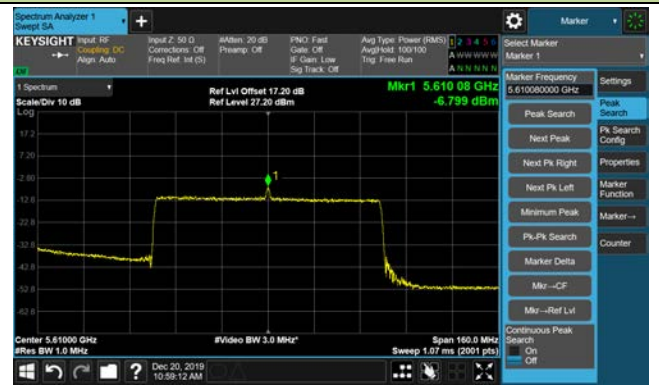 Spectrum Analyzer 1
Swept SA
Marker
KEYSIGHT Input: RF
Coupling: DC
Align: Auto
Input Z: 50 Ω
Corrections: Off
Freq Ref: Int (S)
#Atten: 20 dB
Preamp: Off
PNO: Fast
Gate: Off
IF Gain: Low
Sig Track: Off
Avg Type: Power (RMS)
Avg|Hold: 100/100
Trig: Free Run
1 2 3 4 5 6
A W W W W W
A N N N N N
Select Marker
Marker 1
1 Spectrum
Scale/Div 10 dB
Log
Ref Lvl Offset 17.20 dB
Ref Level 27.20 dBm
Mkr1 5.610 08 GHz
-6.799 dBm
17.2
7.20
-2.80
-12.8
-22.8
-32.8
-42.8
-52.8
-62.8
1
Center 5.61000 GHz
#Res BW 1.0 MHz
#Video BW 3.0 MHz*
Span 160.0 MHz
Sweep 1.07 ms (2001 pts)
Marker Frequency
5.610080000 GHz
Peak Search
Next Peak
Next Pk Right
Next Pk Left
Minimum Peak
Pk-Pk Search
Marker Delta
Mkr→CF
Mkr→Ref Lvl
Continuous Peak
Search
On
Off
Settings
Peak
Search
Pk Search
Config
Properties
Marker
Function
Marker→
Counter
?
Dec 20, 2019
10:59:12 AM